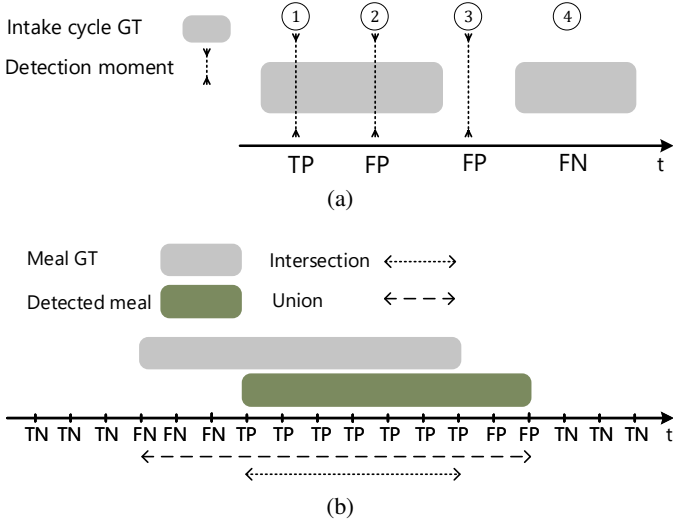 ① ② ③ ④
Intake cycle GT
Detection moment
TP FP FP FN t
(a)
Meal GT Intersection
Detected meal Union
TN TN TN FN FN FN TP TP TP TP TP TP TP FP FP TN TN TN t
(b)